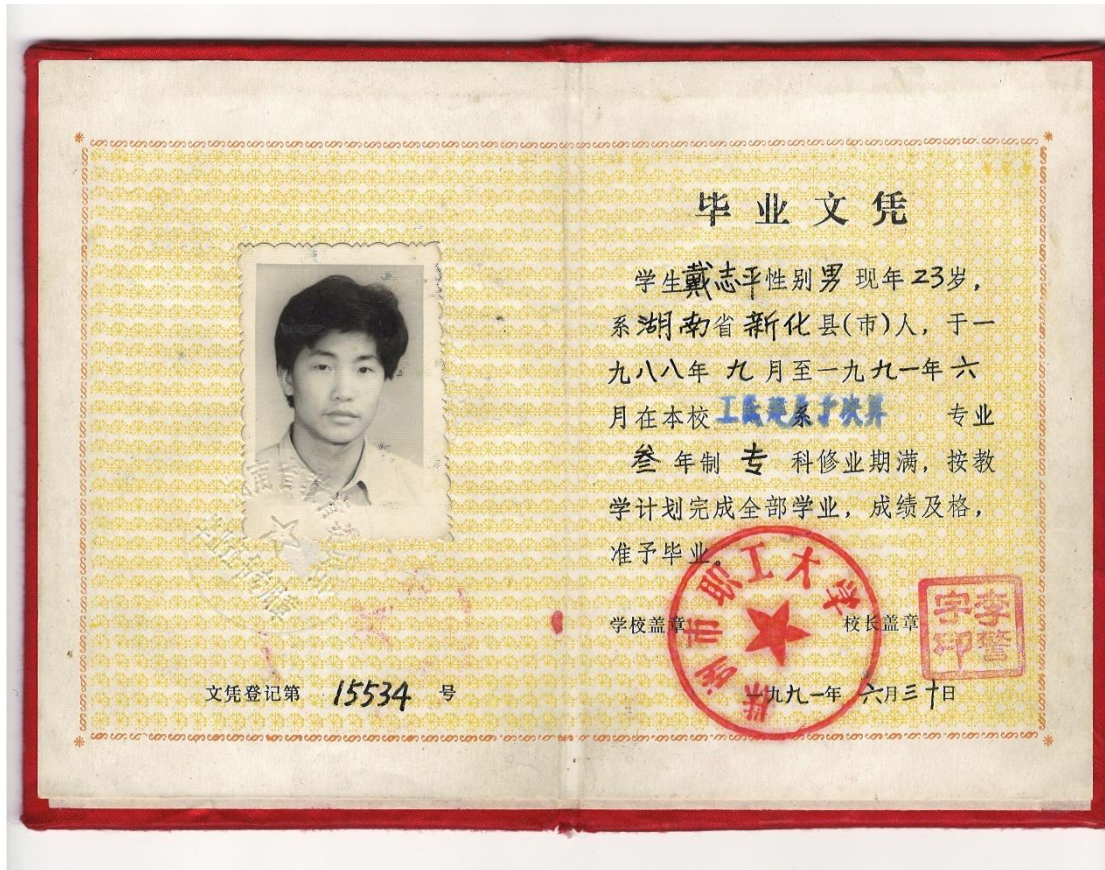 毕业文凭
学生戴志平性别男 现年23岁，
系湖南省新化县(市)人，于一
九八八年九月至一九九一年六
月在本校 系 专业
叁年制 专 科修业期满，按教
学计划完成全部学业，成绩及格，
准予毕业。
学校盖章 校长盖章
市职工大学
李
字印
文凭登记第 15534 号
一九九一年 六月三十日